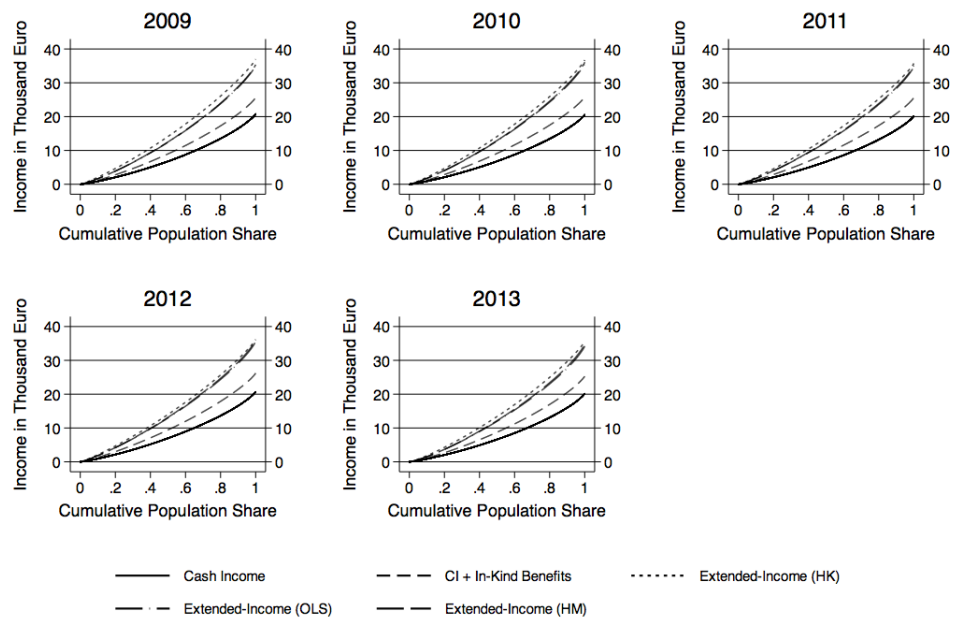 2009
2010
2011
Income in Thousand Euro
40
30
20
10
0
40
30
20
10
0
0 .2 .4 .6 .8 1
Cumulative Population Share
Income in Thousand Euro
40
30
20
10
0
40
30
20
10
0
0 .2 .4 .6 .8 1
Cumulative Population Share
Income in Thousand Euro
40
30
20
10
0
40
30
20
10
0
0 .2 .4 .6 .8 1
Cumulative Population Share
2012
2013
Income in Thousand Euro
40
30
20
10
0
40
30
20
10
0
0 .2 .4 .6 .8 1
Cumulative Population Share
Income in Thousand Euro
40
30
20
10
0
40
30
20
10
0
0 .2 .4 .6 .8 1
Cumulative Population Share
Cash Income
CI + In-Kind Benefits
Extended-Income (HK)
Extended-Income (OLS)
Extended-Income (HM)